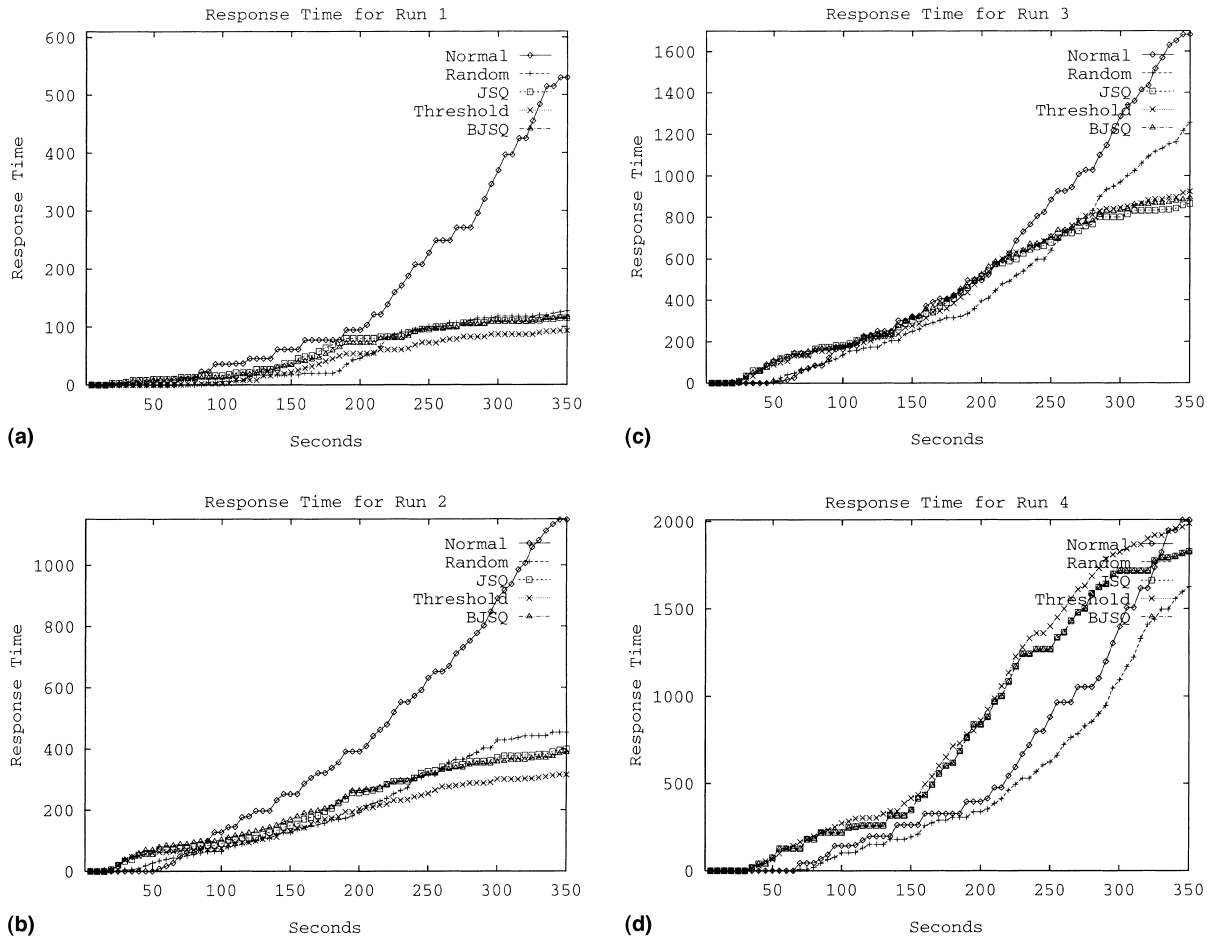 Response Time for Run 1
600
500
400
300
200
100
0
Response Time
Normal
Random
JSQ
Threshold
BJSQ
50 100 150 200 250 300 350
Seconds
(a)
Response Time for Run 3
1600
1400
1200
1000
800
600
400
200
0
Response Time
Normal
Random
JSQ
Threshold
BJSQ
50 100 150 200 250 300 350
Seconds
(c)
Response Time for Run 2
1000
800
600
400
200
0
Response Time
Normal
Random
JSQ
Threshold
BJSQ
50 100 150 200 250 300 350
Seconds
(b)
Response Time for Run 4
2000
1500
1000
500
0
Response Time
Normal
Random
JSQ
Threshold
BJSQ
50 100 150 200 250 300 350
Seconds
(d)